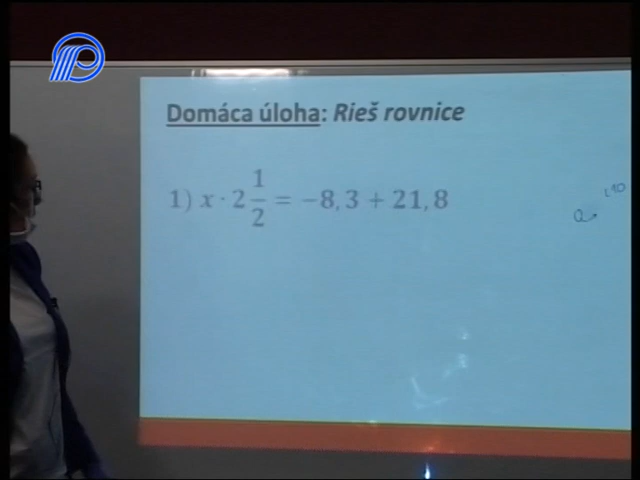 Domáca úloha: Rieš rovnice
1) x · 2 1/2 = −8,3 + 21,8